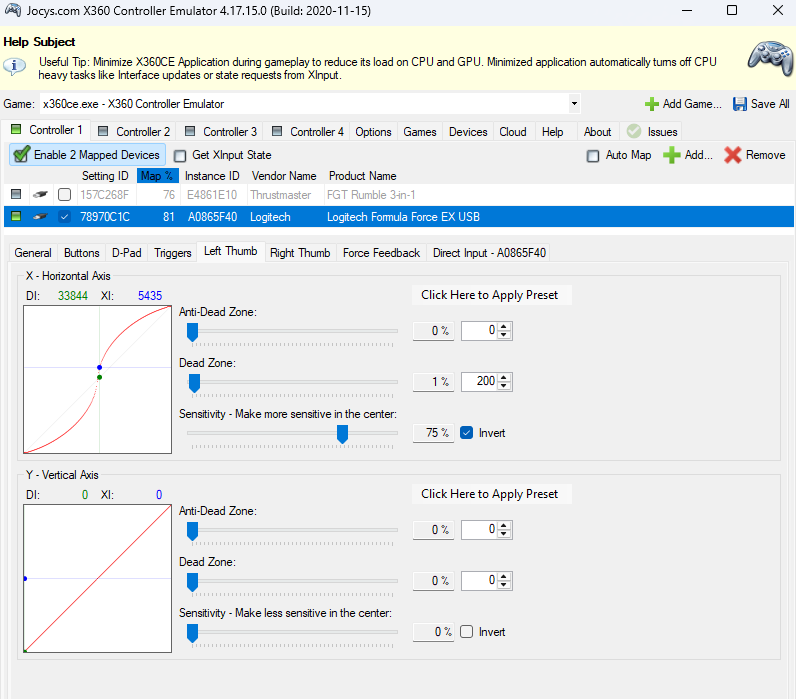 Jocys.com X360 Controller Emulator 4.17.15.0 (Build: 2020-11-15)
Help Subject
Useful Tip: Minimize X360CE Application during gameplay to reduce its load on CPU and GPU. Minimized application automatically turns off CPU
heavy tasks like Interface updates or state requests from XInput.
Game: x360ce.exe - X360 Controller Emulator Add Game... Save All
Controller 1 Controller 2 Controller 3 Controller 4 Options Games Devices Cloud Help About Issues
Enable 2 Mapped Devices Get XInput State Auto Map Add... Remove
Setting ID Map % Instance ID Vendor Name Product Name
157C268F 76 E4861E10 Thrustmaster FGT Rumble 3-in-1
78970C1C 81 A0865F40 Logitech Logitech Formula Force EX USB
General Buttons D-Pad Triggers Left Thumb Right Thumb Force Feedback Direct Input - A0865F40
X - Horizontal Axis
DI: 33844 XI: 5435 Click Here to Apply Preset
Anti-Dead Zone:
0 % 0
Dead Zone:
1 % 200
Sensitivity - Make more sensitive in the center:
75 % Invert
Y - Vertical Axis
DI: 0 XI: 0 Click Here to Apply Preset
Anti-Dead Zone:
0 % 0
Dead Zone:
0 % 0
Sensitivity - Make less sensitive in the center:
0 % Invert